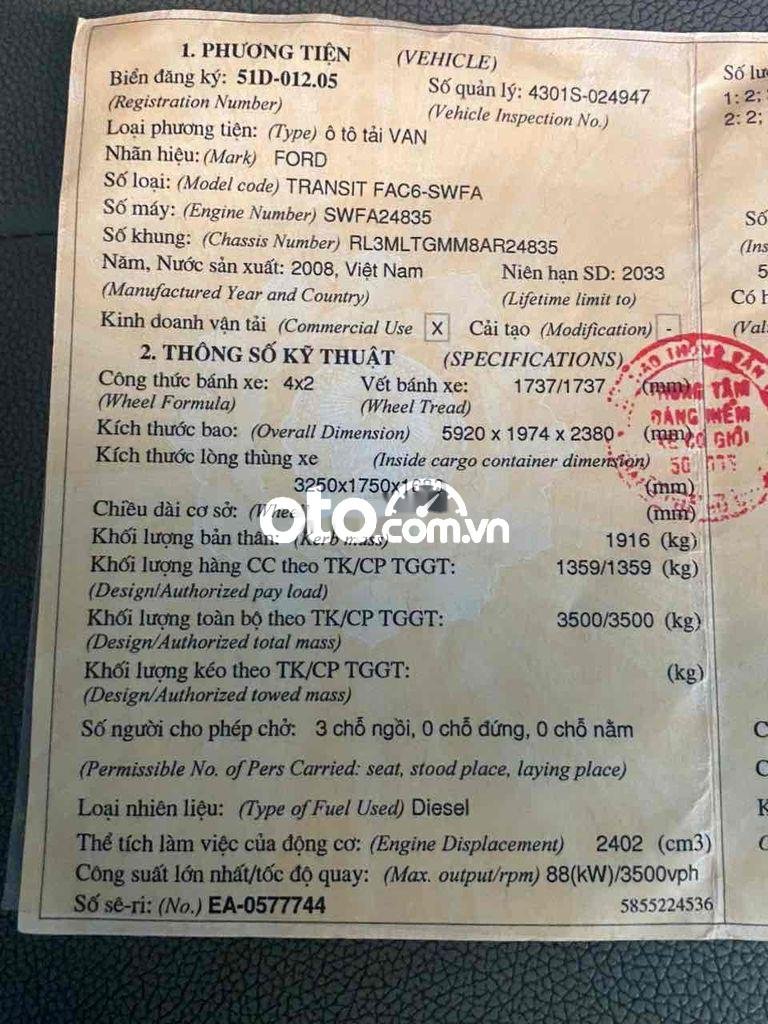 1. PHƯƠNG TIỆN (VEHICLE)
Biển đăng ký: 51D-012.05 Số quản lý: 4301S-024947
(Registration Number) (Vehicle Inspection No.)
Loại phương tiện: (Type) ô tô tải VAN
Nhãn hiệu: (Mark) FORD
Số loại: (Model code) TRANSIT FAC6-SWFA
Số máy: (Engine Number) SWFA24835
Số khung: (Chassis Number) RL3MLTGMM8AR24835
Năm, Nước sản xuất: 2008, Việt Nam Niên hạn SD: 2033
(Manufactured Year and Country) (Lifetime limit to)
Kinh doanh vận tải (Commercial Use X Cải tạo (Modification) -
2. THÔNG SỐ KỸ THUẬT (SPECIFICATIONS)
Công thức bánh xe: 4x2 Vết bánh xe: 1737/1737 (mm)
(Wheel Formula) (Wheel Tread)
Kích thước bao: (Overall Dimension) 5920 x 1974 x 2380 (mm)
Kích thước lòng thùng xe (Inside cargo container dimension)
(mm)
Chiều dài cơ sở: (mm)
oto.com.vn
Khối lượng bản thân: (Kerb mass) 1916 (kg)
Khối lượng hàng CC theo TK/CP TGGT: 1359/1359 (kg)
(Design/Authorized pay load)
Khối lượng toàn bộ theo TK/CP TGGT: 3500/3500 (kg)
(Design/Authorized total mass)
Khối lượng kéo theo TK/CP TGGT: (kg)
(Design/Authorized towed mass)
Số người cho phép chở: 3 chỗ ngồi, 0 chỗ đứng, 0 chỗ nằm
(Permissible No. of Pers Carried: seat, stood place, laying place)
Loại nhiên liệu: (Type of Fuel Used) Diesel
Thể tích làm việc của động cơ: (Engine Displacement) 2402 (cm3)
Công suất lớn nhất/tốc độ quay: (Max. output/rpm) 88(kW)/3500vph
Số sê-ri: (No.) EA-0577744 5855224536
1: 2;
2: 2;
Số